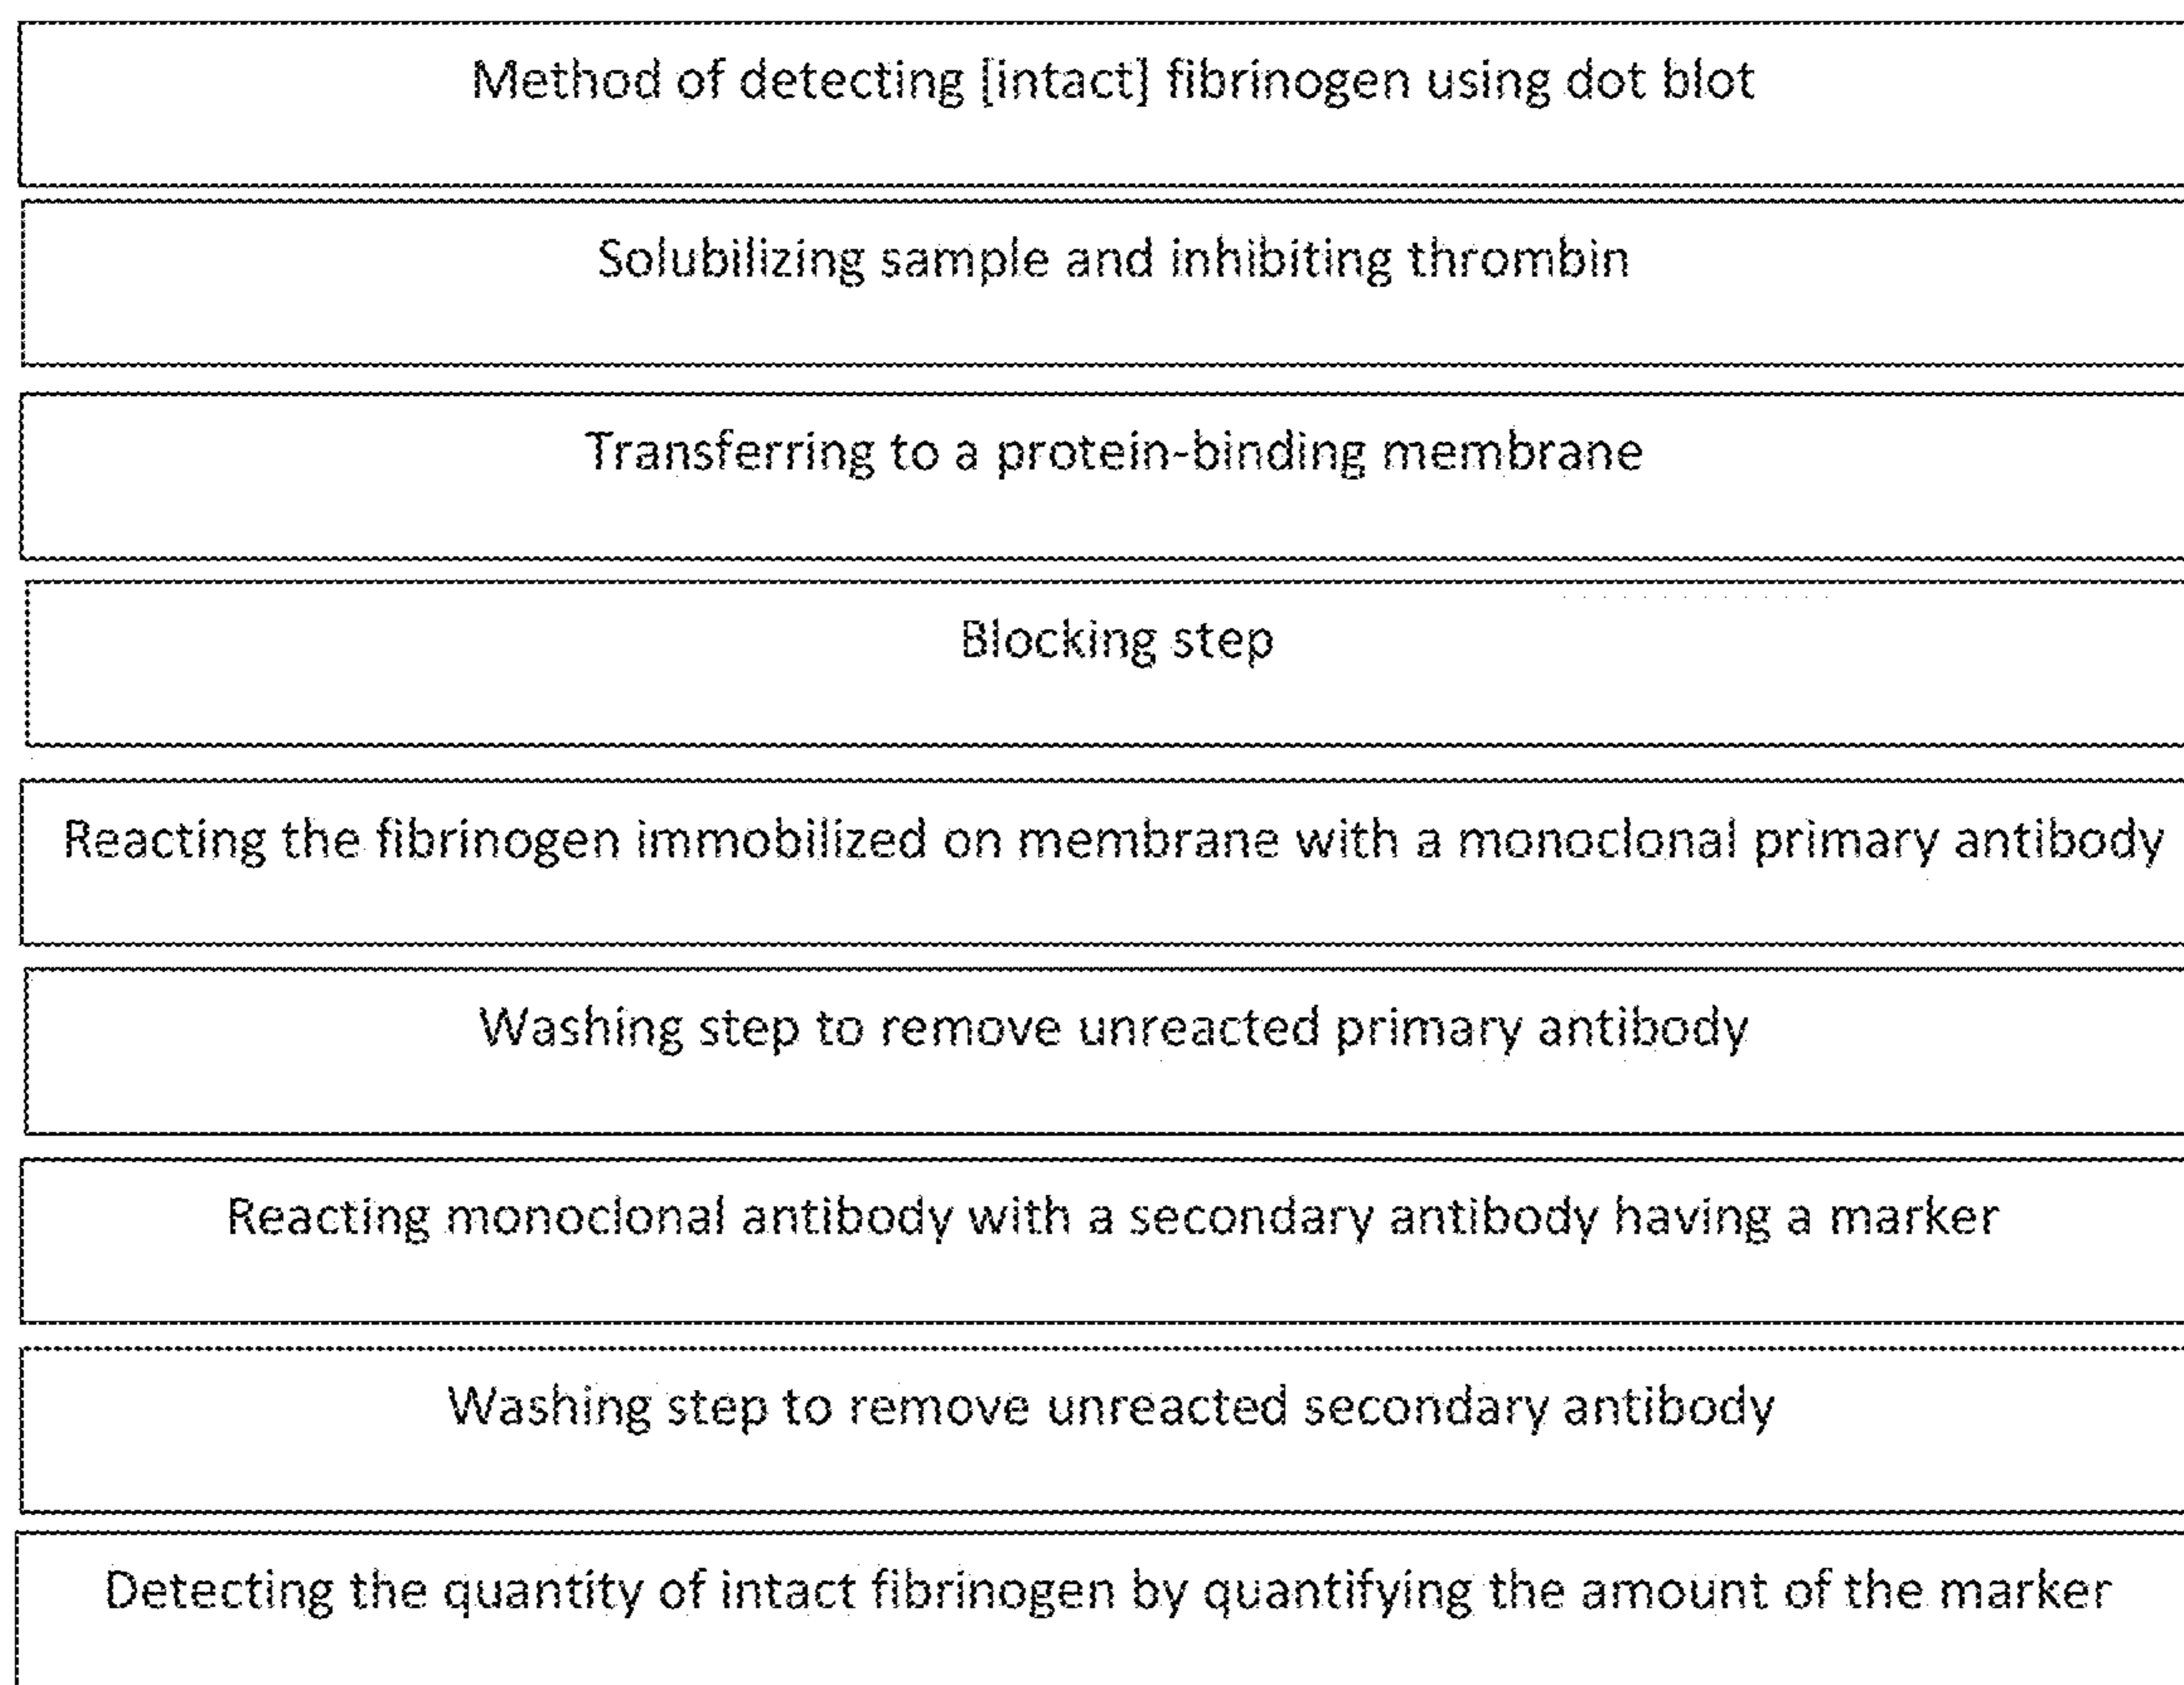 Method of detecting [intact] fibrinogen using dot blot
Solubilizing sample and inhibiting thrombin
Transferring to a protein-binding membrane
Blocking step
Reacting the fibrinogen immobilized on membrane with a monoclonal primary antibody
Washing step to remove unreacted primary antibody
Reacting monoclonal antibody with a secondary antibody having a marker
Washing step to remove unreacted secondary antibody
Detecting the quantity of intact fibrinogen by quantifying the amount of the marker